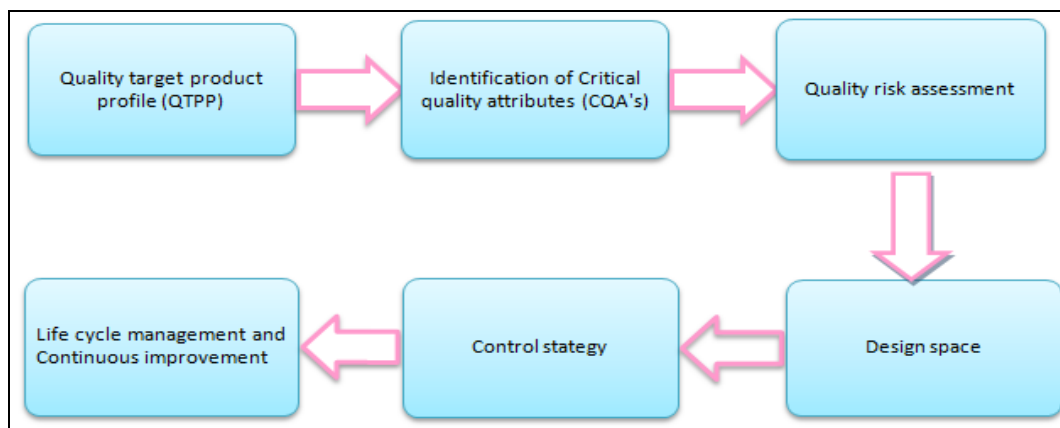 Quality target product
profile (QTPP)
Identification of Critical
quality attributes (CQA's)
Quality risk assessment
Design space
Control stategy
Life cycle management and
Continuous improvement